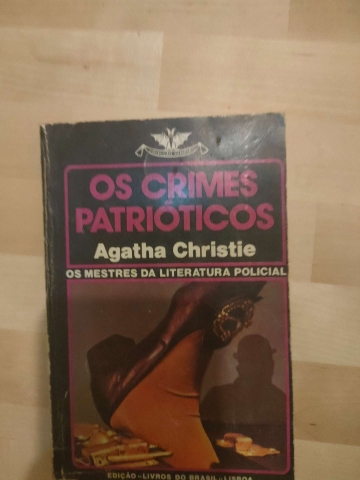 OS CRIMES
PATRIÓTICOS
Agatha Christie
OS MESTRES DA LITERATURA POLICIAL
EDIÇÃO - LIVROS DO BRASIL - LISBOA